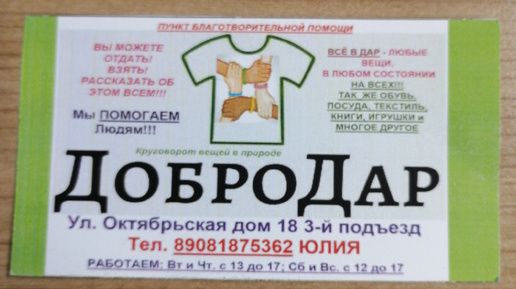 ПУНКТ БЛАГОТВОРИТЕЛЬНОЙ ПОМОЩИ
ВЫ МОЖЕТЕ
ОТДАТЬ!
ВЗЯТЬ!
РАССКАЗАТЬ ОБ
ЭТОМ ВСЕМ!!!
Мы ПОМОГАЕМ
Людям!!!
ВСЁ В ДАР - ЛЮБЫЕ
ВЕЩИ,
В ЛЮБОМ СОСТОЯНИИ
НА ВСЕХ!!!
ТАК ЖЕ ОБУВЬ,
ПОСУДА, ТЕКСТИЛЬ,
КНИГИ, ИГРУШКИ и
МНОГОЕ ДРУГОЕ
Круговорот вещей в природе
ДОБРОДАР
Ул. Октябрьская дом 18 3-й подъезд
Тел. 89081875362 ЮЛИЯ
РАБОТАЕМ: Вт и Чт. с 13 до 17; Сб и Вс. с 12 до 17